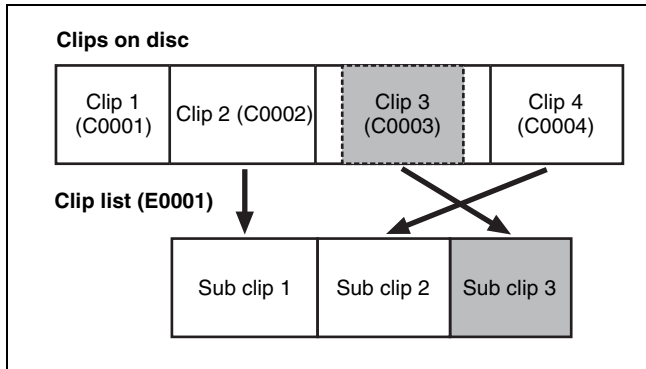 Clips on disc
Clip 1
(C0001)
Clip 2 (C0002)
Clip 3
(C0003)
Clip 4
(C0004)
Clip list (E0001)
Sub clip 1
Sub clip 2
Sub clip 3